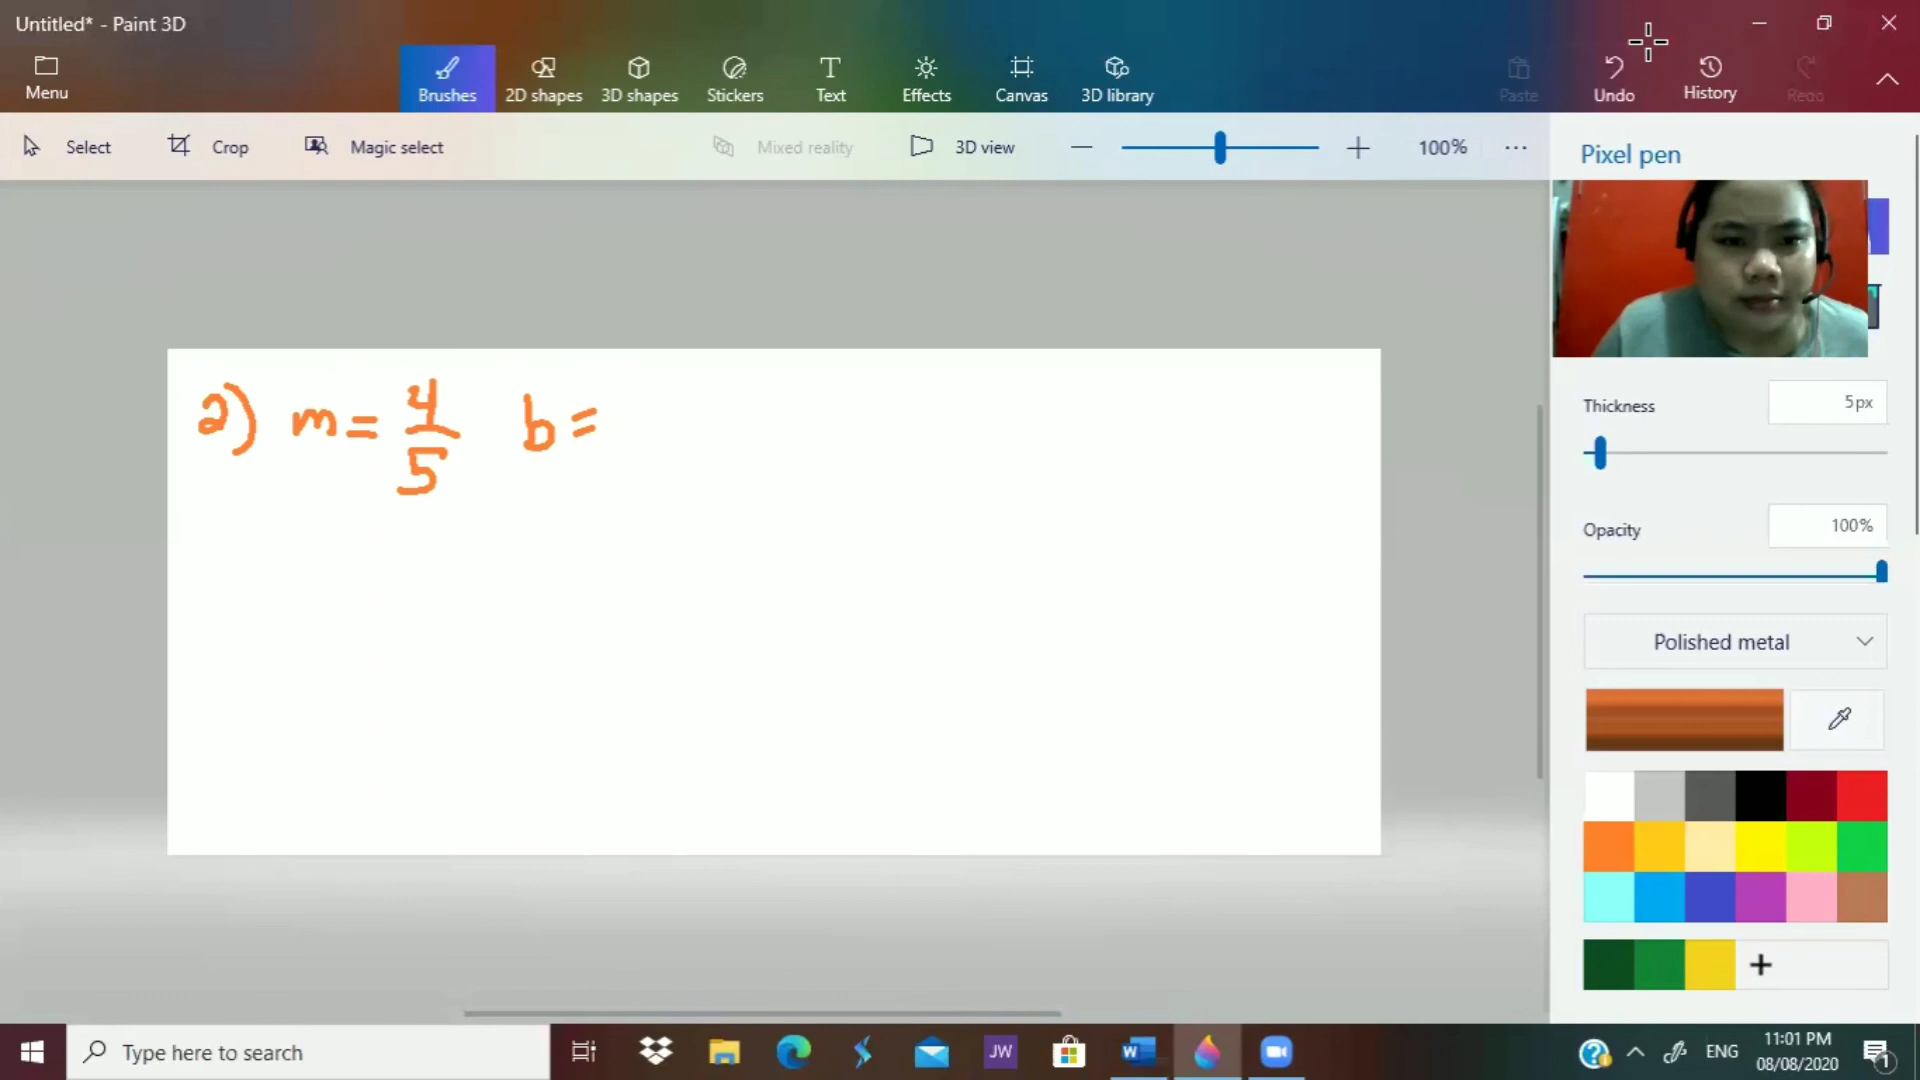 Untitled* - Paint 3D
Menu
Brushes
2D shapes
3D shapes
Stickers
Text
Effects
Canvas
3D library
Paste
Undo
History
Redo
Select
Crop
Magic select
Mixed reality
3D view
100%
Pixel pen
2) m = 4/5 b =
Thickness
5px
Opacity
100%
Polished metal
Type here to search
JW
ENG
11:01 PM
08/08/2020
1